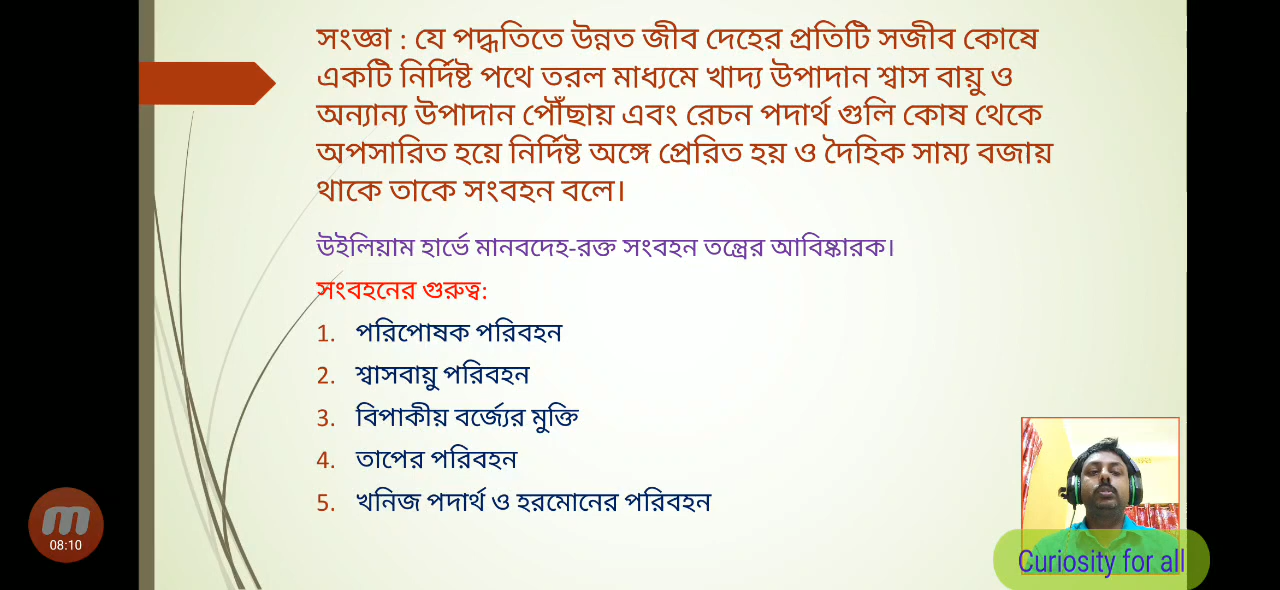 সংজ্ঞা : যে পদ্ধতিতে উন্নত জীব দেহের প্রতিটি সজীব কোষে
একটি নির্দিষ্ট পথে তরল মাধ্যমে খাদ্য উপাদান শ্বাস বায়ু ও
অন্যান্য উপাদান পৌঁছায় এবং রেচন পদার্থ গুলি কোষ থেকে
অপসারিত হয়ে নির্দিষ্ট অঙ্গে প্রেরিত হয় ও দৈহিক সাম্য বজায়
থাকে তাকে সংবহন বলে।
উইলিয়াম হার্ভে মানবদেহ-রক্ত সংবহন তন্ত্রের আবিষ্কারক।
সংবহনের গুরুত্ব:
1. পরিপোষক পরিবহন
2. শ্বাসবায়ু পরিবহন
3. বিপাকীয় বর্জ্যের মুক্তি
4. তাপের পরিবহন
5. খনিজ পদার্থ ও হরমোনের পরিবহন
08:10
Curiosity for all